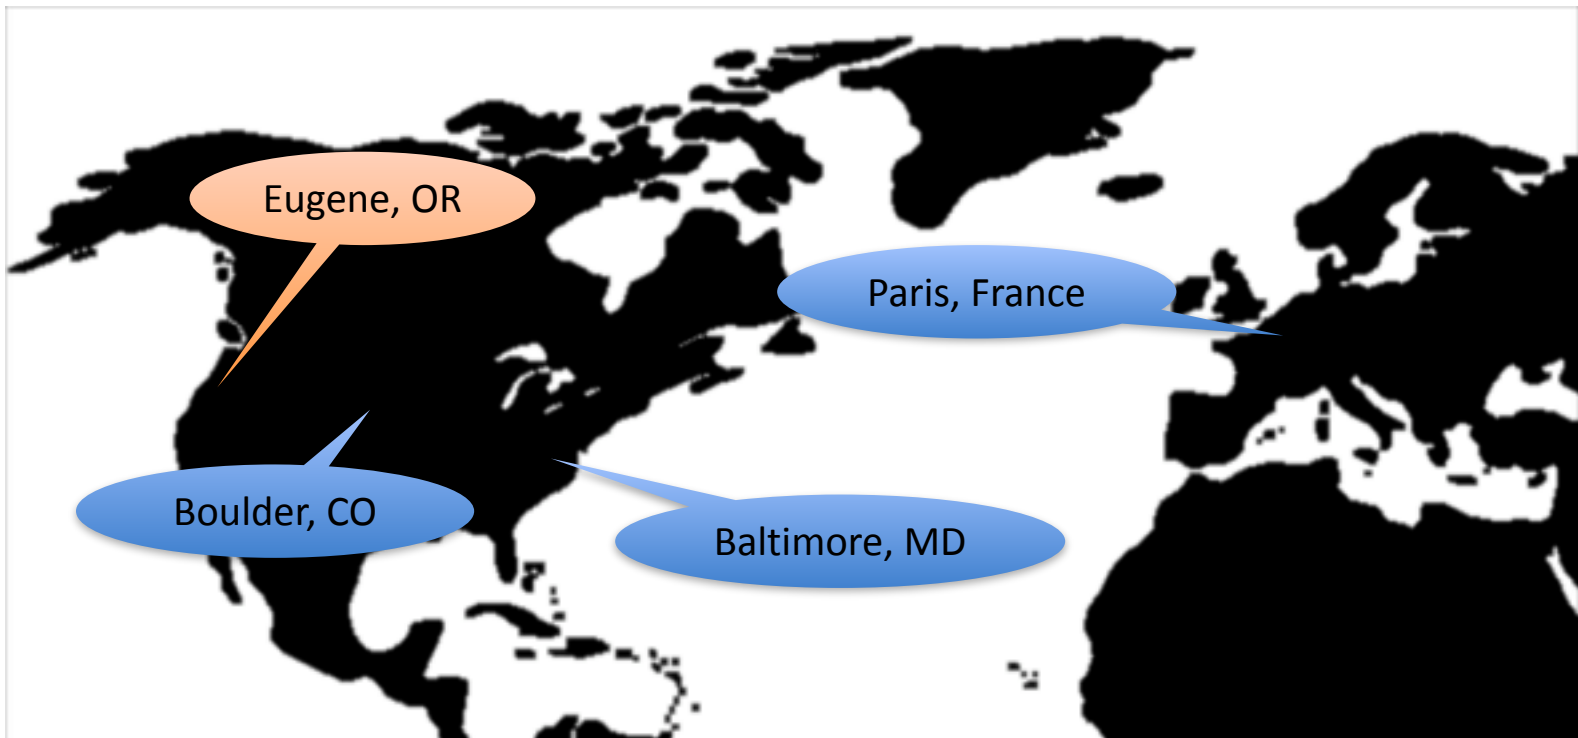 Eugene, OR
Paris, France
Boulder, CO
Baltimore, MD